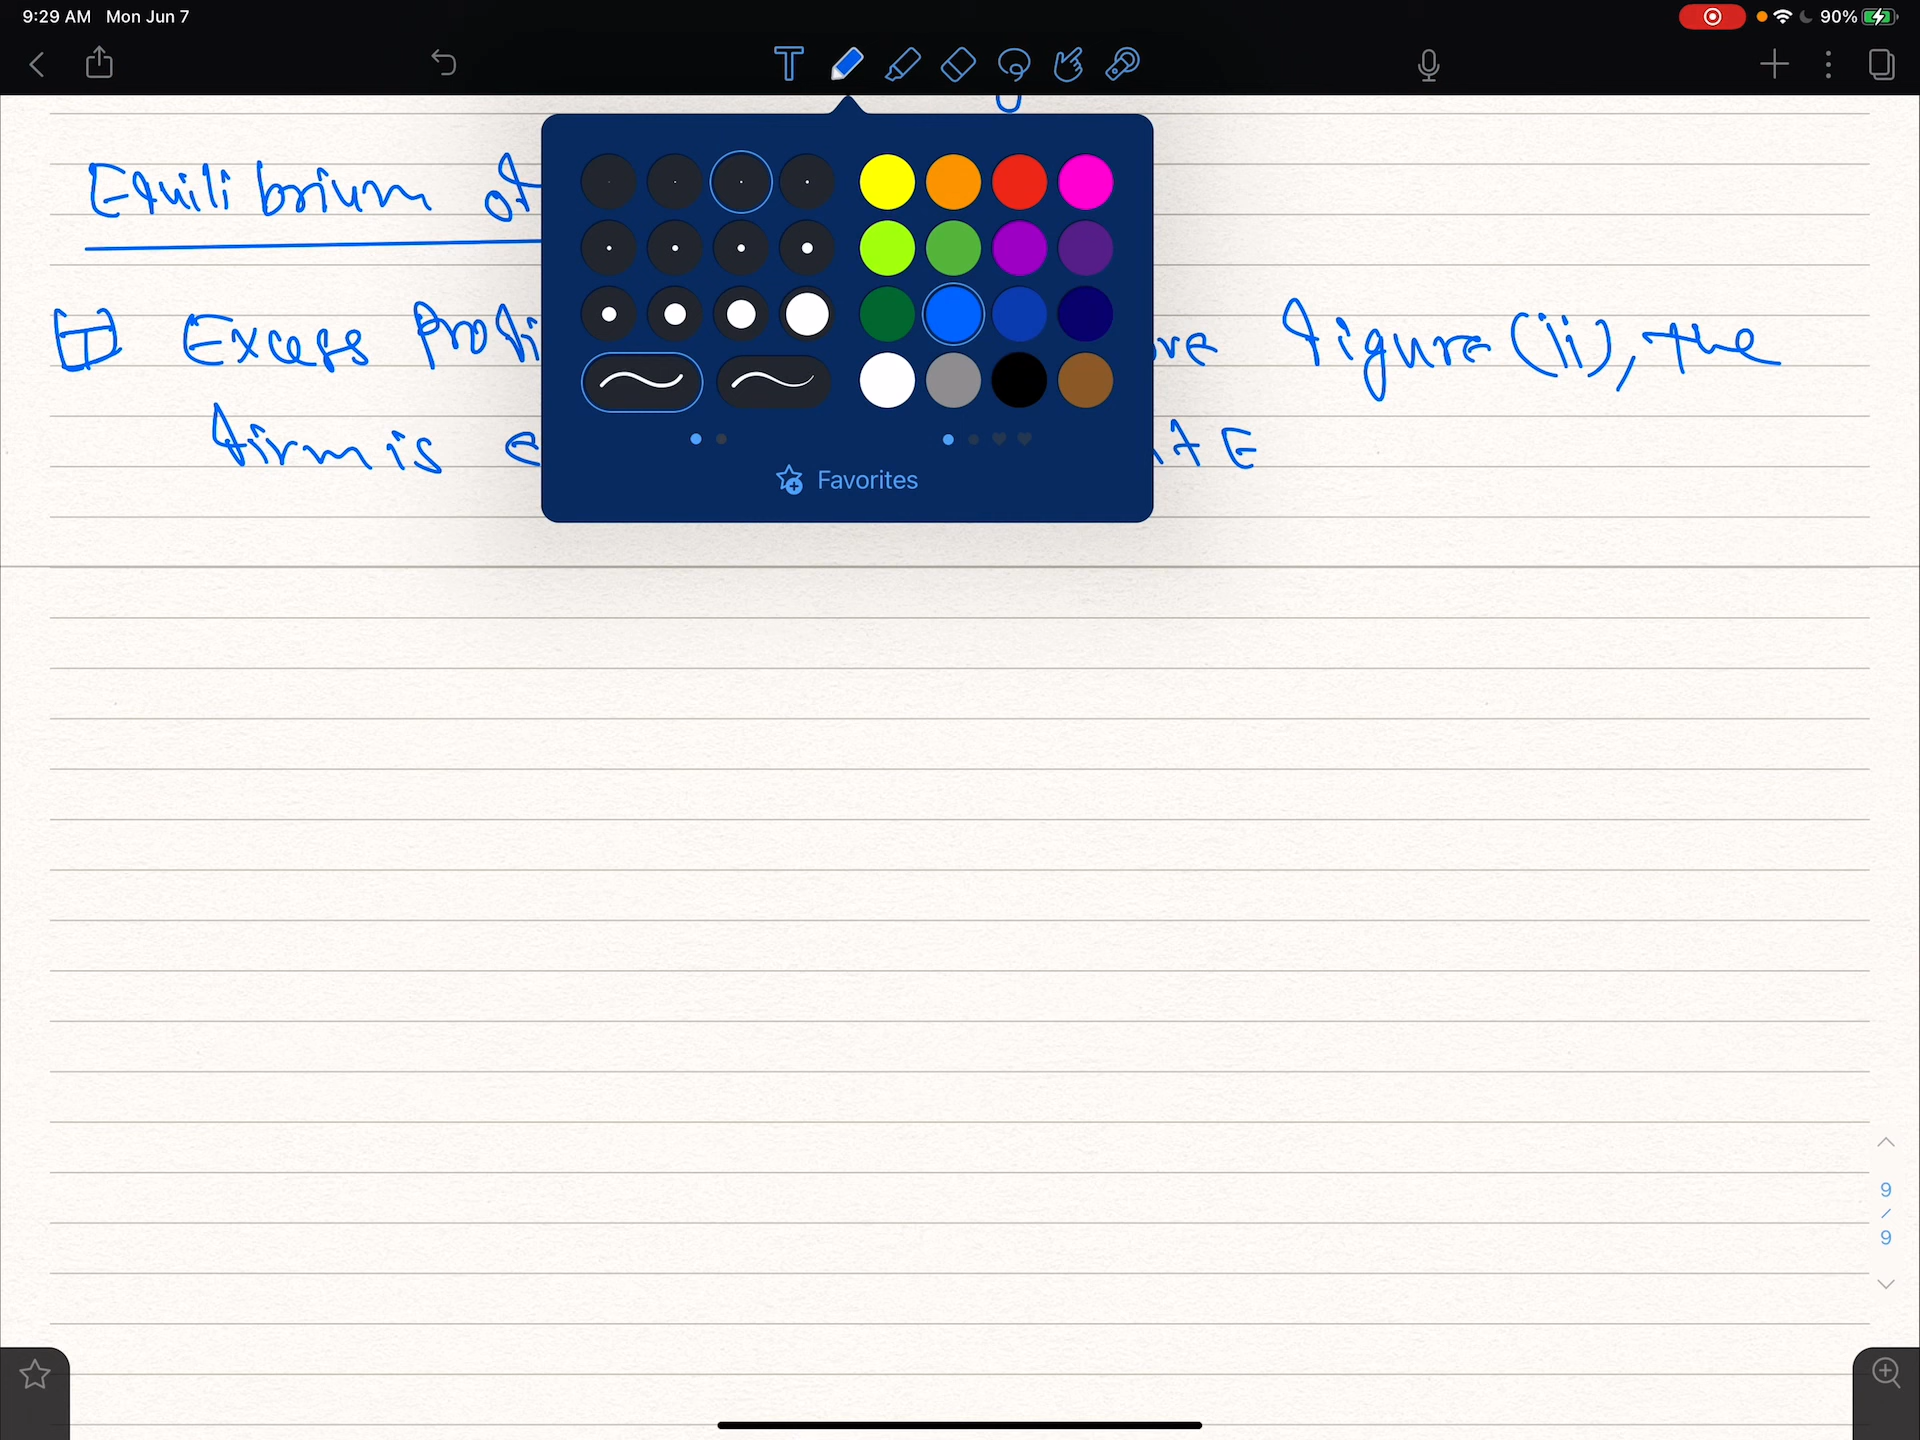 9:29 AM Mon Jun 7 90%
T
Equilibrium of
I Excess Profi ve figure (ii), the
firm is e at E
Favorites
9
/
9